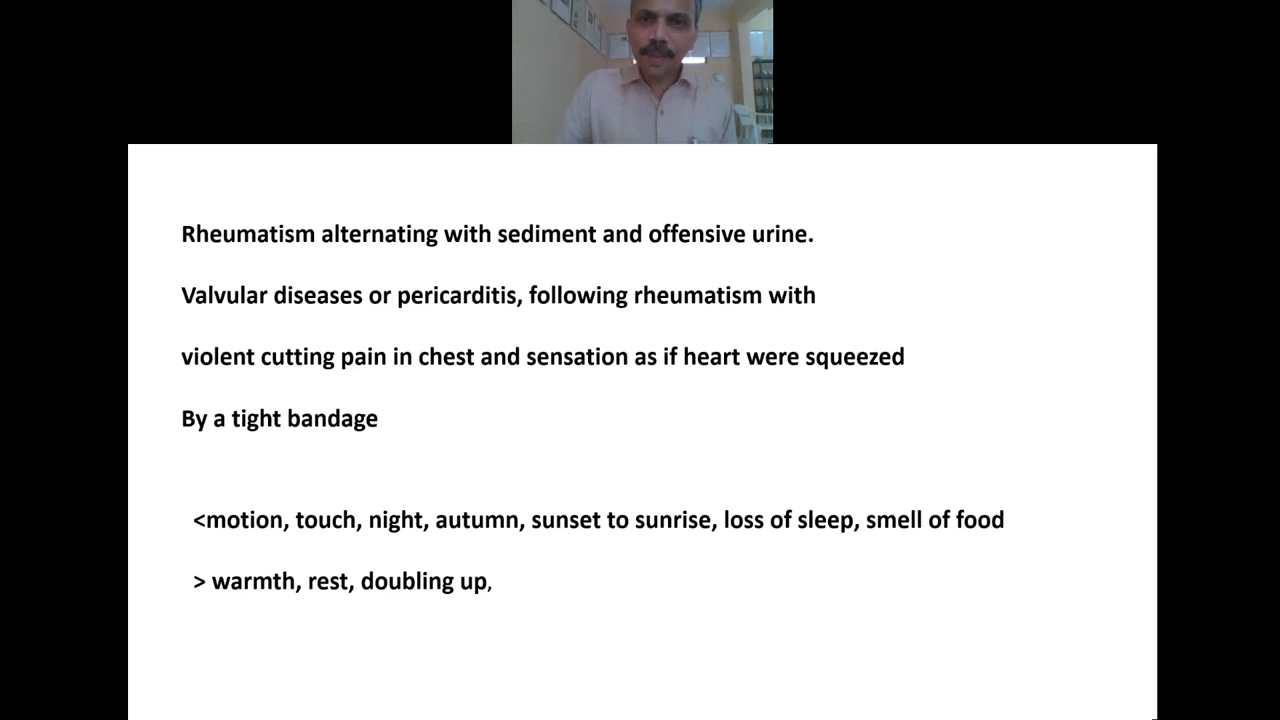 Rheumatism alternating with sediment and offensive urine.
Valvular diseases or pericarditis, following rheumatism with
violent cutting pain in chest and sensation as if heart were squeezed
By a tight bandage
<motion, touch, night, autumn, sunset to sunrise, loss of sleep, smell of food
> warmth, rest, doubling up,